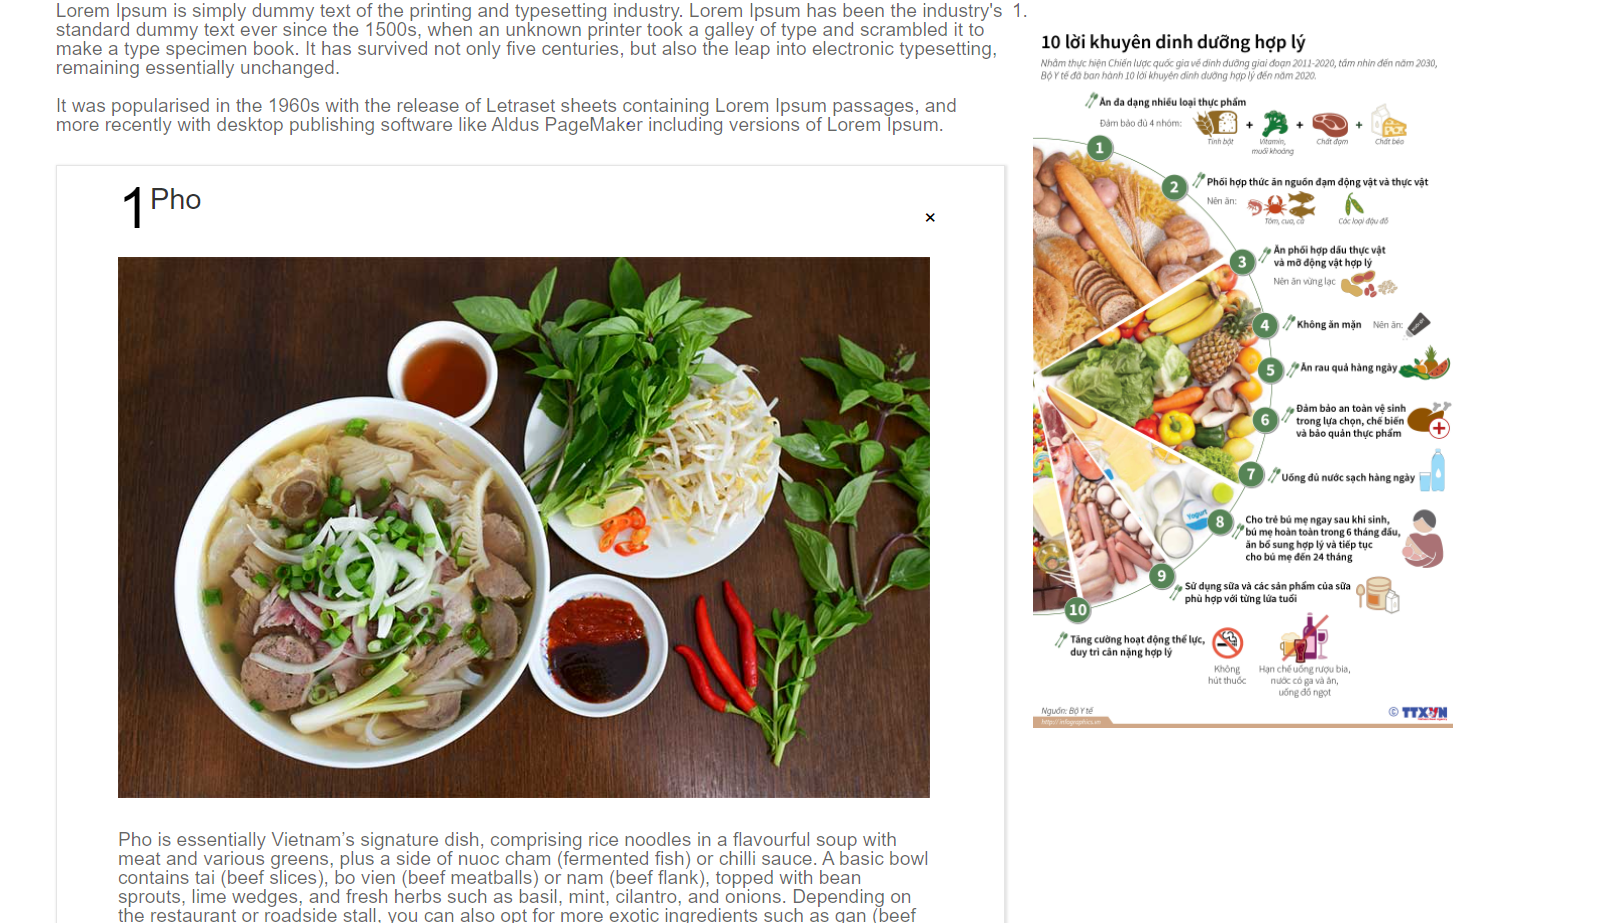 Lorem Ipsum is simply dummy text of the printing and typesetting industry. Lorem Ipsum has been the industry's
standard dummy text ever since the 1500s, when an unknown printer took a galley of type and scrambled it to
make a type specimen book. It has survived not only five centuries, but also the leap into electronic typesetting,
remaining essentially unchanged.
It was popularised in the 1960s with the release of Letraset sheets containing Lorem Ipsum passages, and
more recently with desktop publishing software like Aldus PageMaker including versions of Lorem Ipsum.
1 Pho
×
Pho is essentially Vietnam’s signature dish, comprising rice noodles in a flavourful soup with
meat and various greens, plus a side of nuoc cham (fermented fish) or chilli sauce. A basic bowl
contains tai (beef slices), bo vien (beef meatballs) or nam (beef flank), topped with bean
sprouts, lime wedges, and fresh herbs such as basil, mint, cilantro, and onions. Depending on
the restaurant or roadside stall, you can also opt for more exotic ingredients such as gan (beef
1.
10 lời khuyên dinh dưỡng hợp lý
Nhằm thực hiện Chiến lược quốc gia về dinh dưỡng giai đoạn 2011-2020, tầm nhìn đến năm 2030,
Bộ Y tế đã ban hành 10 lời khuyên dinh dưỡng hợp lý đến năm 2020.
Ăn đa dạng nhiều loại thực phẩm
Đảm bảo đủ 4 nhóm:
+ + +
Tinh bột
Vitamin,
muối khoáng
Chất đạm
Chất béo
1
2
Phối hợp thức ăn nguồn đạm động vật và thực vật
Nên ăn:
Tôm, cua, cá
Các loại đậu đỗ
3
Ăn phối hợp dầu thực vật
và mỡ động vật hợp lý
Nên ăn vừng lạc
4
Không ăn mặn
Nên ăn:
5
Ăn rau quả hàng ngày
6
Đảm bảo an toàn vệ sinh
trong lựa chọn, chế biến
và bảo quản thực phẩm
7
Uống đủ nước sạch hàng ngày
Yogurt
8
Cho trẻ bú mẹ ngay sau khi sinh,
bú mẹ hoàn toàn trong 6 tháng đầu,
ăn bổ sung hợp lý và tiếp tục
cho bú mẹ đến 24 tháng
9
Sử dụng sữa và các sản phẩm của sữa
phù hợp với từng lứa tuổi
10
Tăng cường hoạt động thể lực,
duy trì cân nặng hợp lý
Không
hút thuốc
Hạn chế uống rượu bia,
nước có ga và ăn,
uống đồ ngọt
Nguồn: Bộ Y tế
http://infographics.vn
© TTXVN